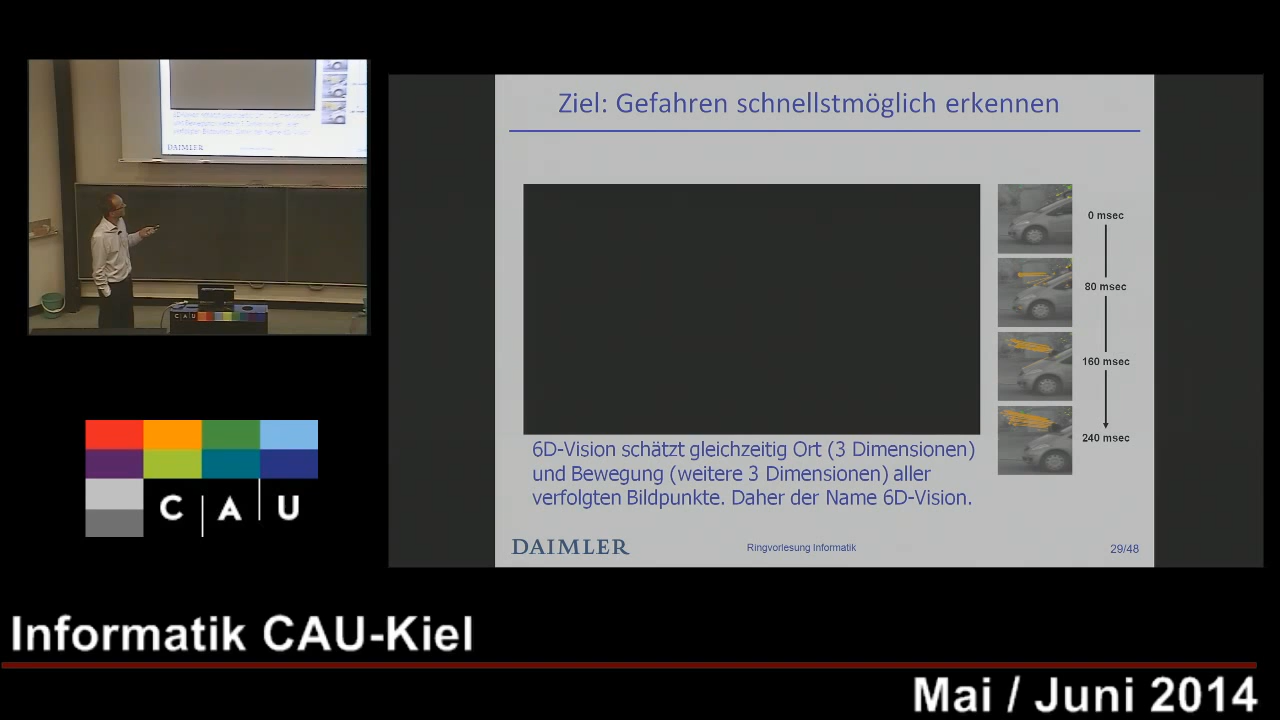 Ziel: Gefahren schnellstmöglich erkennen
0 msec
80 msec
160 msec
240 msec
6D-Vision schätzt gleichzeitig Ort (3 Dimensionen)
und Bewegung (weitere 3 Dimensionen) aller
verfolgten Bildpunkte. Daher der Name 6D-Vision.
DAIMLER
Ringvorlesung Informatik
29/48
DAIMLER
C A U
C A U
Informatik CAU-Kiel
Mai / Juni 2014